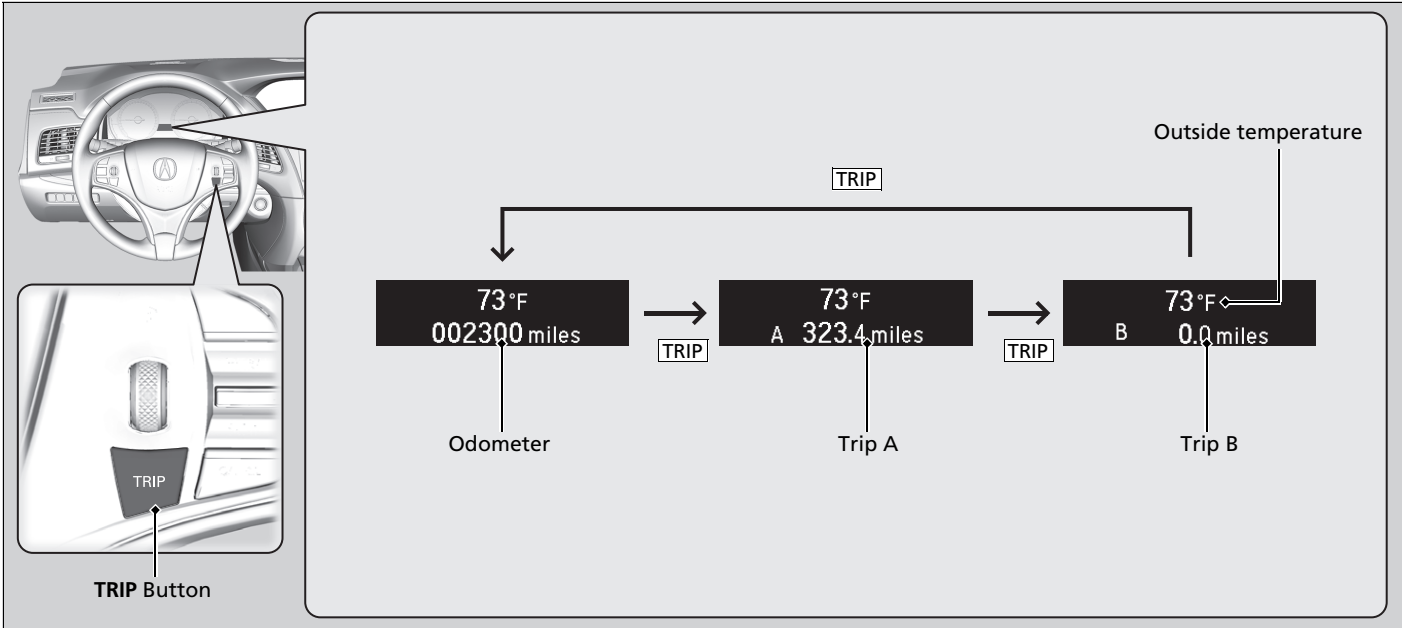 Outside temperature
TRIP
73°F
002300 miles
TRIP
73°F
A 323.4 miles
TRIP
73°F
B 0.0 miles
Odometer
Trip A
Trip B
TRIP
TRIP Button